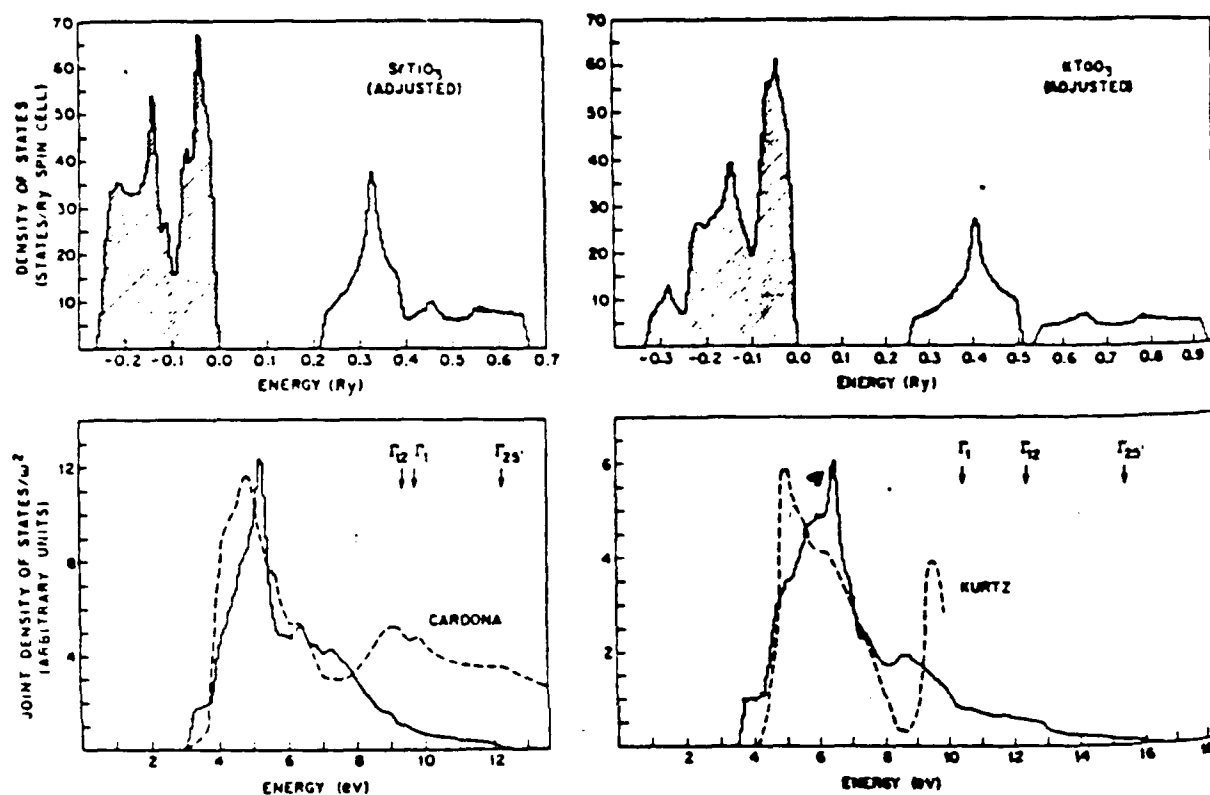 DENSITY OF STATES
(STATES/Ry SPIN CELL)
70
60
50
40
30
20
10
SrTiO3
(ADJUSTED)
-0.2 -0.1 0.0 0.1 0.2 0.3 0.4 0.5 0.6 0.7
ENERGY (Ry)
70
60
50
40
30
20
10
KTaO3
(ADJUSTED)
-0.3 -0.2 -0.1 0.0 0.1 0.2 0.3 0.4 0.5 0.6 0.7 0.8 0.9
ENERGY (Ry)
JOINT DENSITY OF STATES/ω2
(ARBITRARY UNITS)
12
8
4
Γ12 Γ1 Γ25'
CARDONA
2 4 6 8 10 12
ENERGY (eV)
6
4
2
Γ1 Γ12 Γ25'
KURTZ
2 4 6 8 10 12 14 16 18
ENERGY (eV)